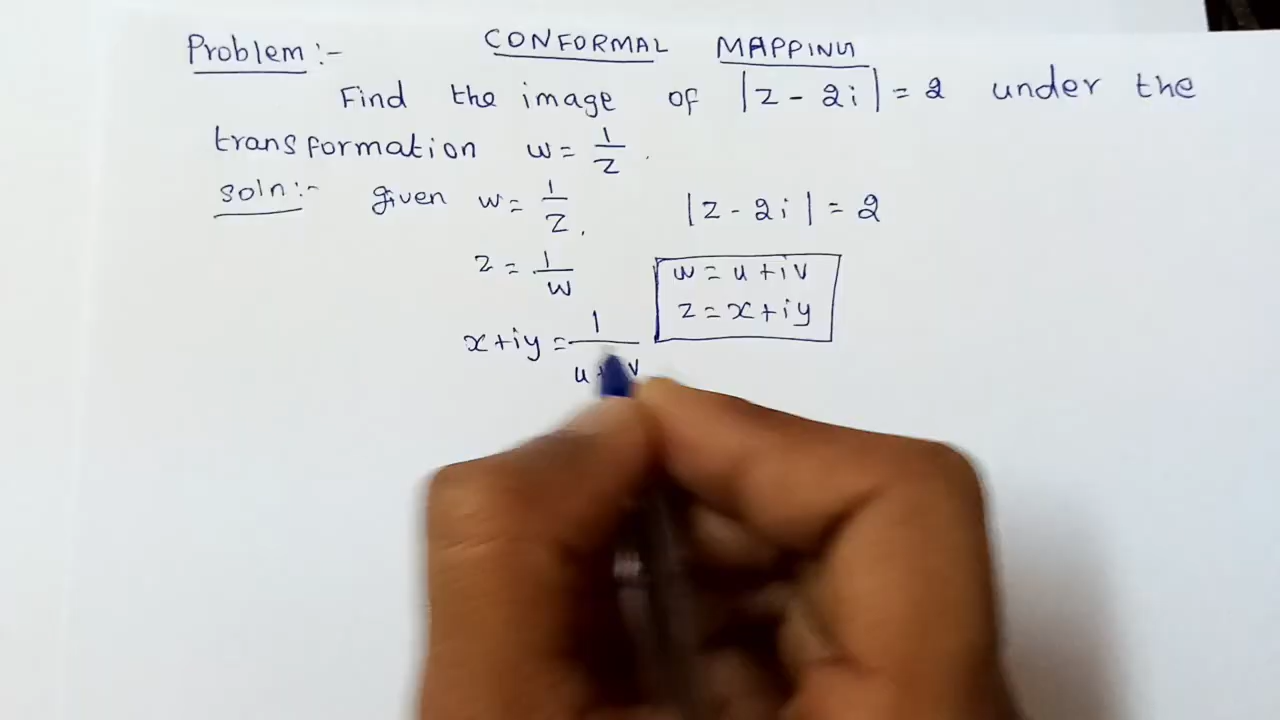 Problem :- CONFORMAL MAPPING
Find the image of |z - 2i| = 2 under the
transformation w = 1/z .
soln:- given w = 1/z . |z - 2i| = 2
z = 1/w
w = u + iv
z = x + iy
x + iy = 1/u + v